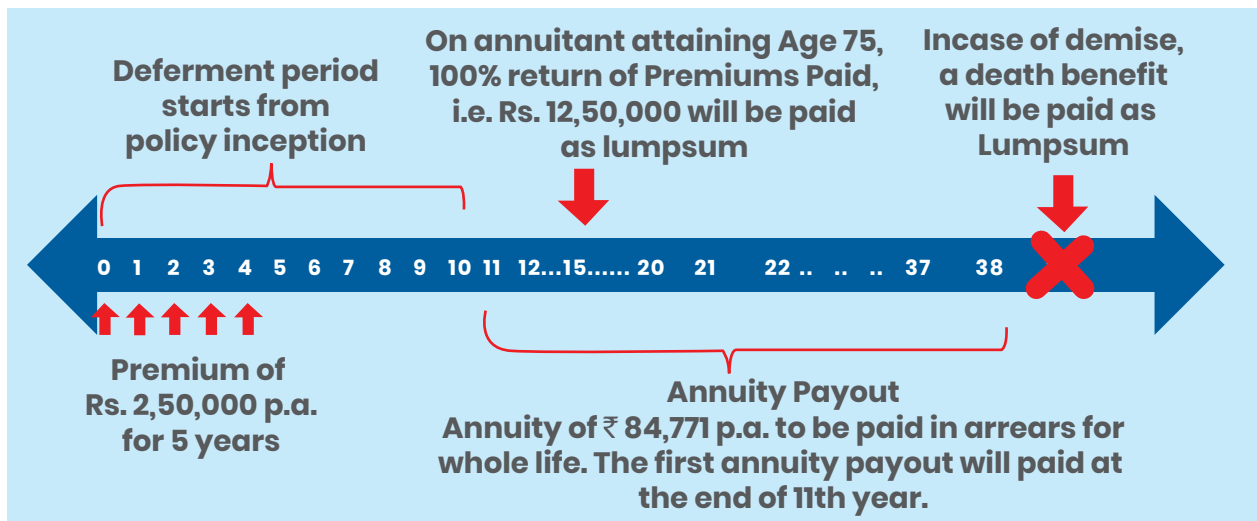 Deferment period
starts from
policy inception
On annuitant attaining Age 75,
100% return of Premiums Paid,
i.e. Rs. 12,50,000 will be paid
as lumpsum
Incase of demise,
a death benefit
will be paid as
Lumpsum
0 1 2 3 4 5 6 7 8 9 10 11 12...15...... 20 21 22 .. .. .. 37 38
Premium of
Rs. 2,50,000 p.a.
for 5 years
Annuity Payout
Annuity of ₹ 84,771 p.a. to be paid in arrears for
whole life. The first annuity payout will paid at
the end of 11th year.